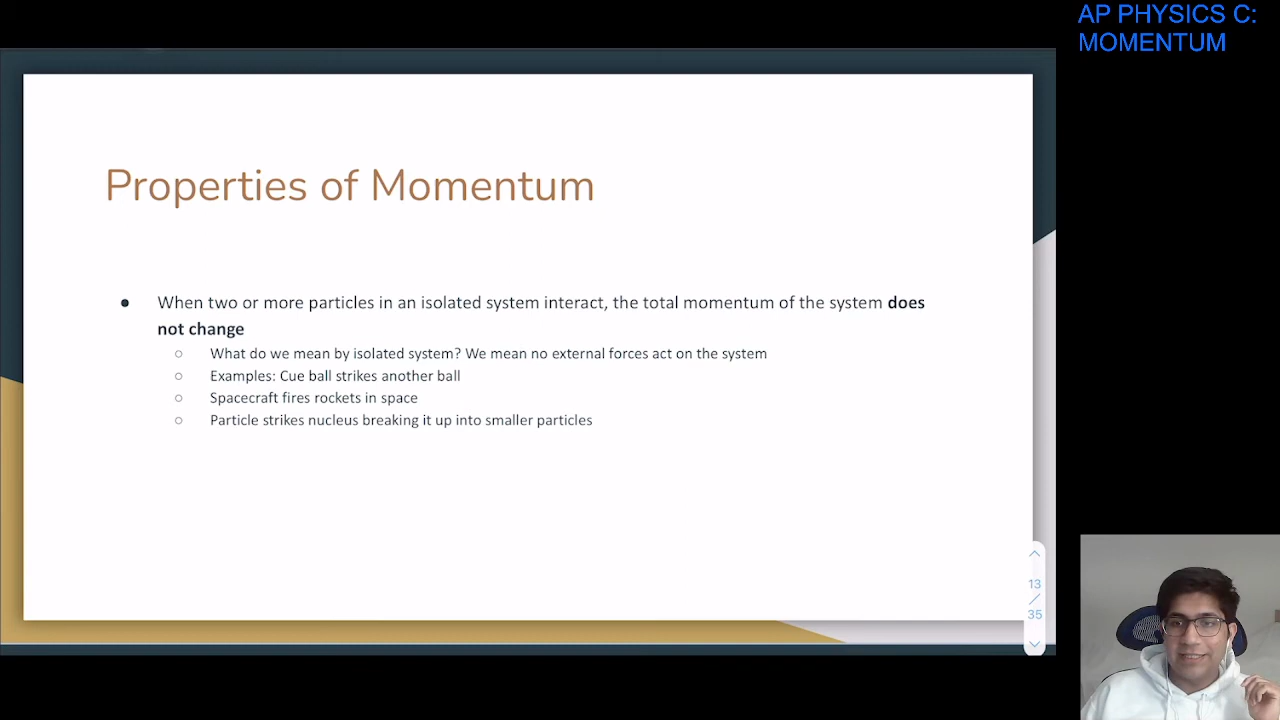 AP PHYSICS C:
MOMENTUM
Properties of Momentum
● When two or more particles in an isolated system interact, the total momentum of the system does
not change
○ What do we mean by isolated system? We mean no external forces act on the system
○ Examples: Cue ball strikes another ball
○ Spacecraft fires rockets in space
○ Particle strikes nucleus breaking it up into smaller particles
13
/
35